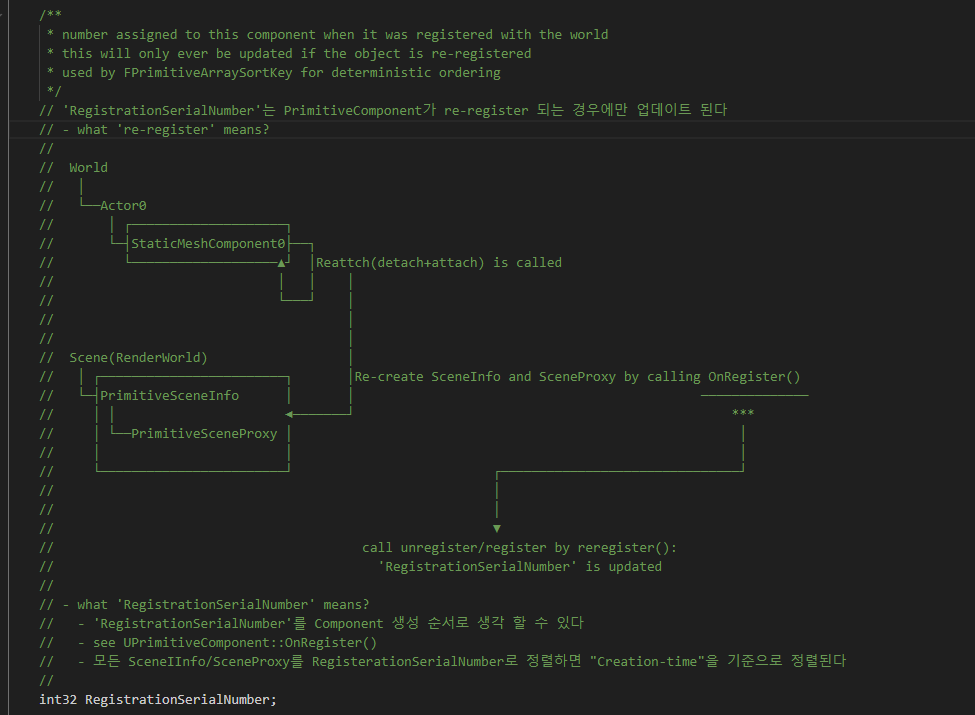 /**
* number assigned to this component when it was registered with the world
* this will only ever be updated if the object is re-registered
* used by FPrimitiveArraySortKey for deterministic ordering
*/
// 'RegistrationSerialNumber'는 PrimitiveComponent가 re-register 되는 경우에만 업데이트 된다
// - what 're-register' means?
//
// World
// │
// └──Actor0
// │ ┌────────────────────┐
// └─┤StaticMeshComponent0├──┐
// └───────────────────▲┘ │Reattch(detach+attach) is called
// │ │ │
// └───┘ │
// │
// │
// Scene(RenderWorld) │
// │ ┌────────────────────────┐ │Re-create SceneInfo and SceneProxy by calling OnRegister()
// └─┤PrimitiveSceneInfo │ │ ──────────────
// │ │ ◄───────┘ ***
// │ └──PrimitiveSceneProxy │ │
// │ │ │
// └────────────────────────┘ ┌───────────────────────────────┘
// │
// │
// ▼
// call unregister/register by reregister():
// 'RegistrationSerialNumber' is updated
//
// - what 'RegistrationSerialNumber' means?
// - 'RegistrationSerialNumber'를 Component 생성 순서로 생각 할 수 있다
// - see UPrimitiveComponent::OnRegister()
// - 모든 SceneIInfo/SceneProxy를 RegisterationSerialNumber로 정렬하면 "Creation-time"을 기준으로 정렬된다
//
int32 RegistrationSerialNumber;